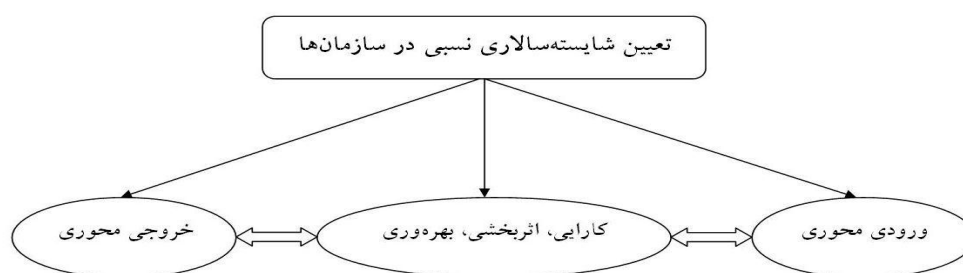 تعیین شایسته‌سالاری نسبی در سازمان‌ها
ورودی محوری
کارایی، اثربخشی، بهره‌وری
خروجی محوری